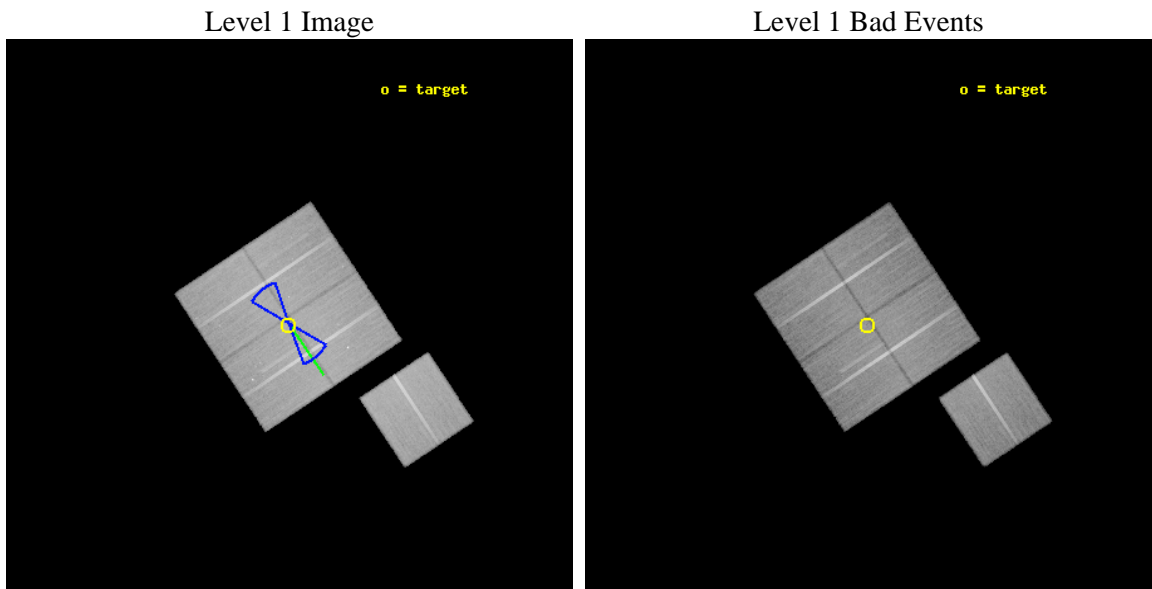 Level 1 Image
Level 1 Bad Events
o = target
o = target